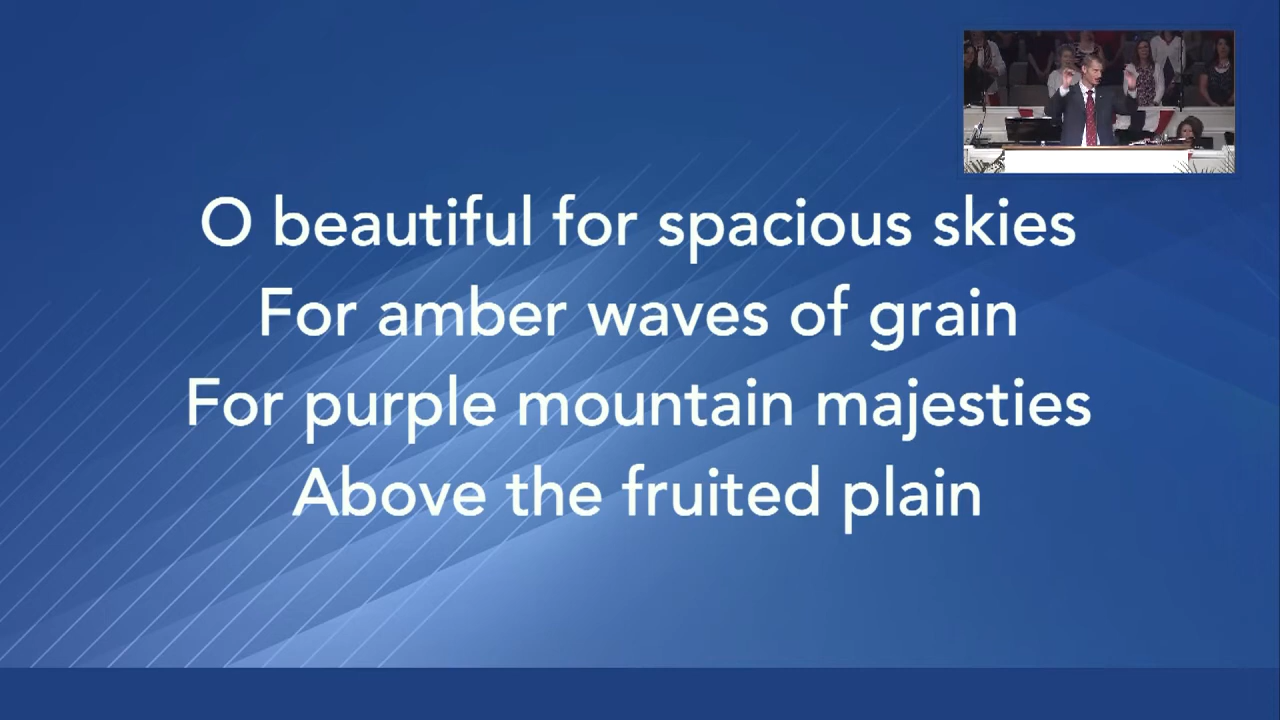 O beautiful for spacious skies
For amber waves of grain
For purple mountain majesties
Above the fruited plain